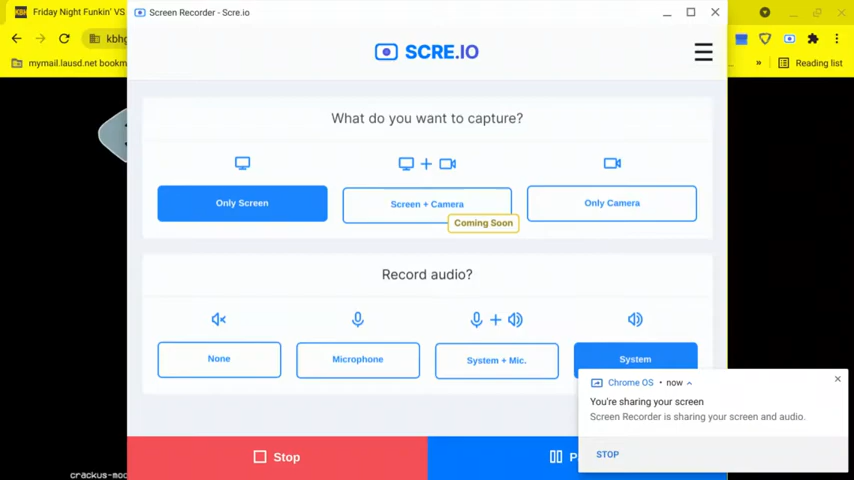 Friday Night Funkin' VS
Screen Recorder - Scre.io
kbhg
mymail.lausd.net bookm
»
Reading list
SCRE.IO
What do you want to capture?
Only Screen
Screen + Camera
Only Camera
Coming Soon
Record audio?
None
Microphone
System + Mic.
System
Chrome OS • now
You're sharing your screen
Screen Recorder is sharing your screen and audio.
STOP
Stop
P
crackus-mo